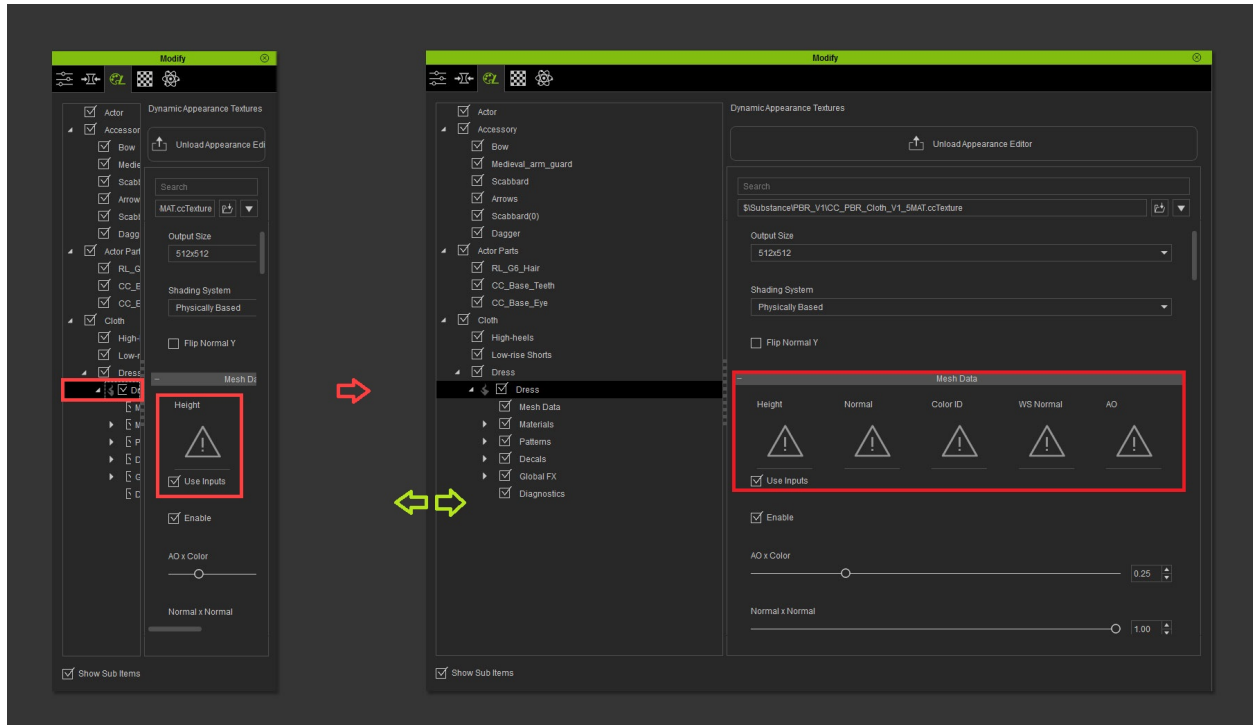 Modify
Actor
Accessor
Bow
Medie
Scabl
Arrow
Scabl
Dagg
Actor Part
RL_G
CC_E
CC_E
Cloth
High-
Low-r
Dress
Dynamic Appearance Textures
Unload Appearance Edi
Search
MAT.ccTexture
Output Size
512x512
Shading System
Physically Based
Flip Normal Y
Mesh Da
Height
Use Inputs
Enable
AO x Color
Normal x Normal
Show Sub Items
Modify
Actor
Accessory
Bow
Medieval_arm_guard
Scabbard
Arrows
Scabbard(0)
Dagger
Actor Parts
RL_G6_Hair
CC_Base_Teeth
CC_Base_Eye
Cloth
High-heels
Low-rise Shorts
Dress
Dress
Mesh Data
Materials
Patterns
Decals
Global FX
Diagnostics
Dynamic Appearance Textures
Unload Appearance Editor
Search
$\Substance\PBR_V1\CC_PBR_Cloth_V1_5MAT.ccTexture
Output Size
512x512
Shading System
Physically Based
Flip Normal Y
Mesh Data
Height Normal Color ID WS Normal AO
Use Inputs
Enable
AO x Color
0.25
Normal x Normal
1.00
Show Sub Items